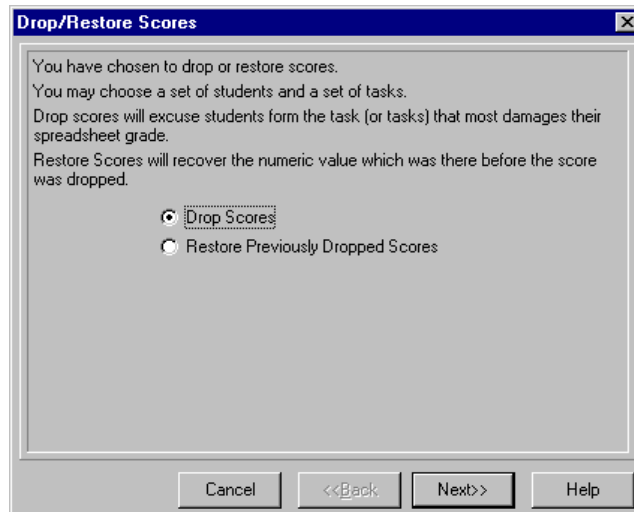 Drop/Restore Scores
You have chosen to drop or restore scores.
You may choose a set of students and a set of tasks.
Drop scores will excuse students form the task (or tasks) that most damages their
spreadsheet grade.
Restore Scores will recover the numeric value which was there before the score
was dropped.
Drop Scores
Restore Previously Dropped Scores
Cancel <<Back Next>> Help